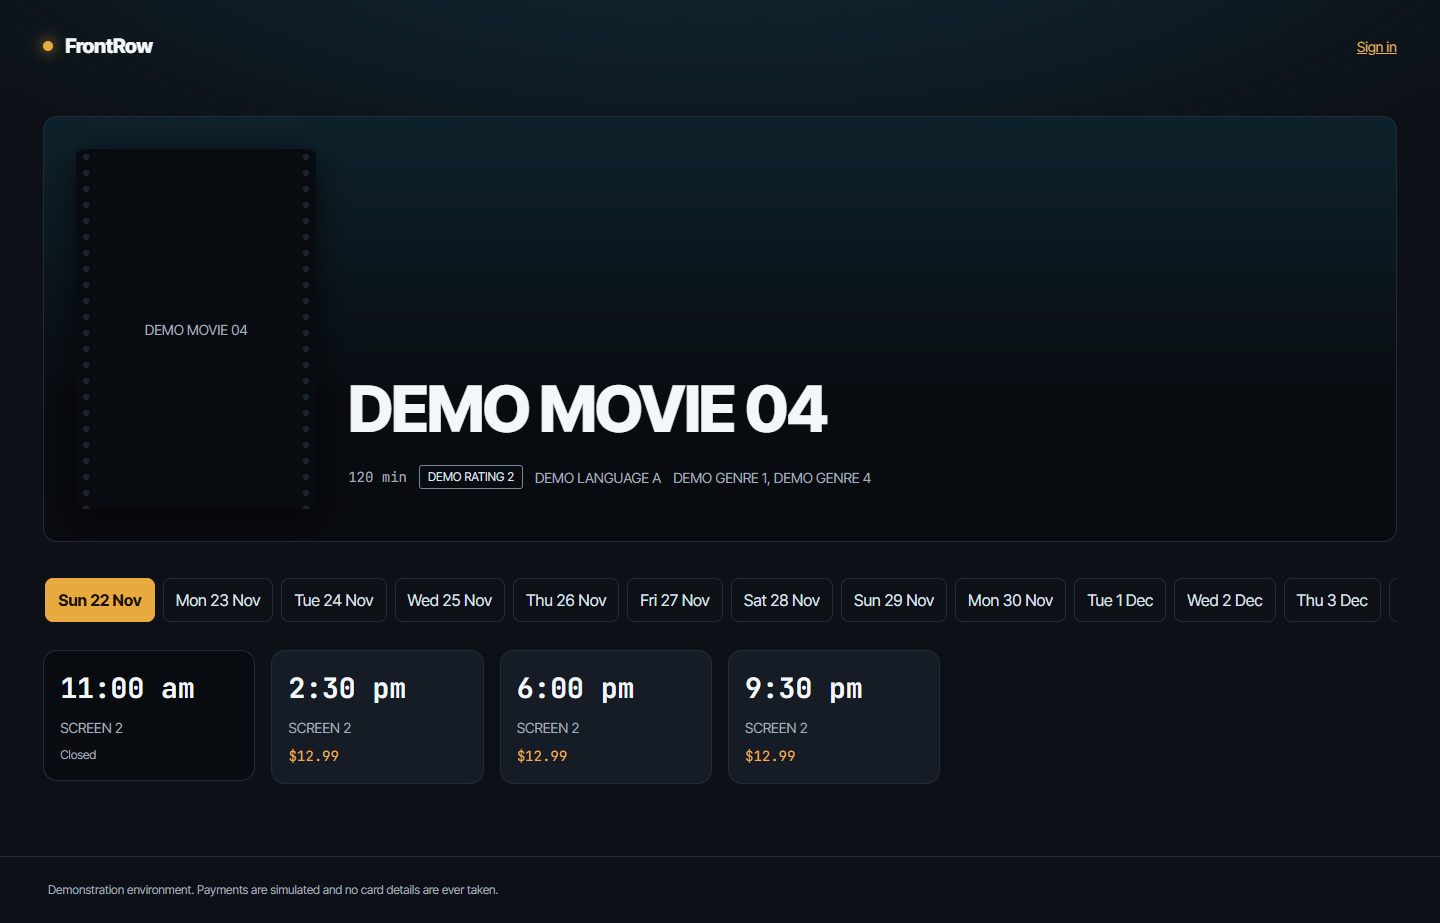 FrontRow
Sign in
DEMO MOVIE 04
DEMO MOVIE 04
120 min DEMO RATING 2 DEMO LANGUAGE A DEMO GENRE 1, DEMO GENRE 4
Sun 22 Nov Mon 23 Nov Tue 24 Nov Wed 25 Nov Thu 26 Nov Fri 27 Nov Sat 28 Nov Sun 29 Nov Mon 30 Nov Tue 1 Dec Wed 2 Dec Thu 3 Dec
11:00 am
SCREEN 2
Closed
2:30 pm
SCREEN 2
$12.99
6:00 pm
SCREEN 2
$12.99
9:30 pm
SCREEN 2
$12.99
Demonstration environment. Payments are simulated and no card details are ever taken.